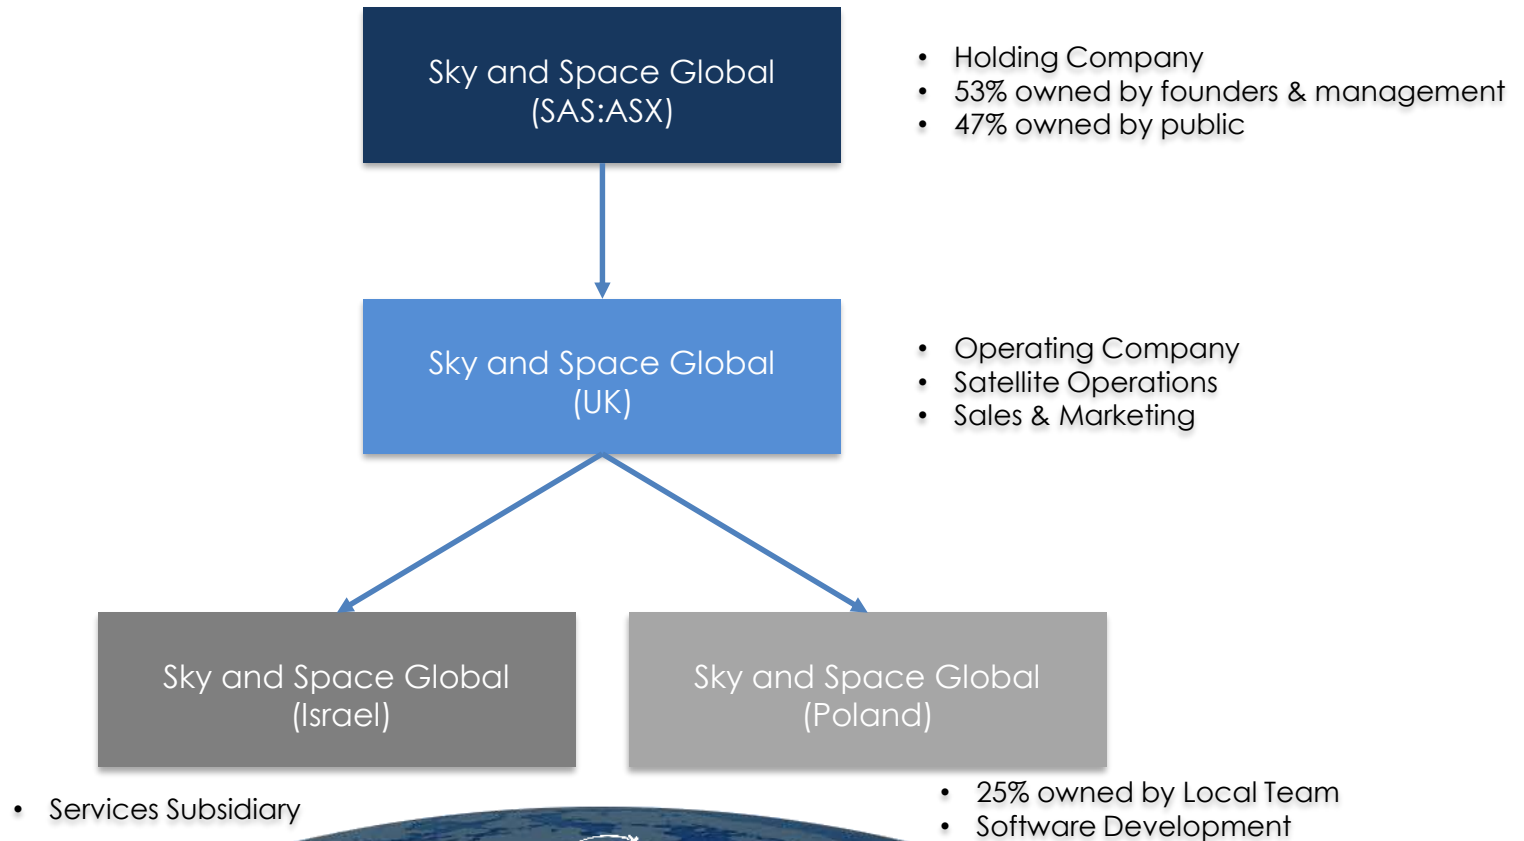 Sky and Space Global
(SAS:ASX)
• Holding Company
• 53% owned by founders & management
• 47% owned by public
Sky and Space Global
(UK)
• Operating Company
• Satellite Operations
• Sales & Marketing
Sky and Space Global
(Israel)
Sky and Space Global
(Poland)
• Services Subsidiary
• 25% owned by Local Team
• Software Development